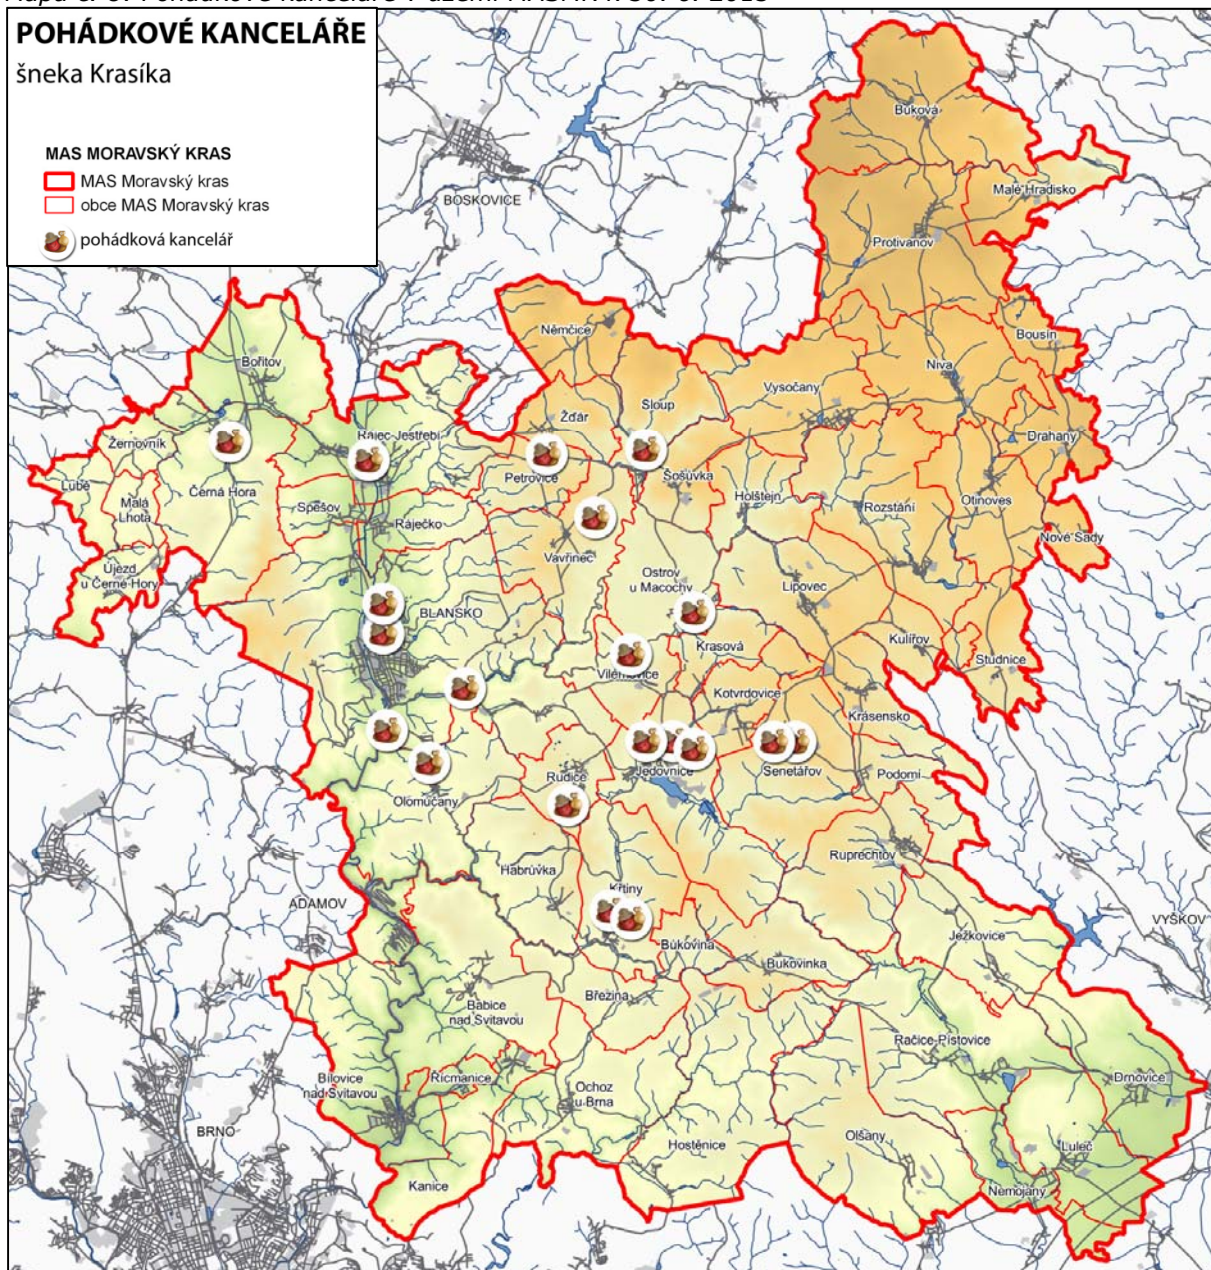 POHÁDKOVÉ KANCELÁŘE
šneka Krasíka
MAS MORAVSKÝ KRAS
MAS Moravský kras
obce MAS Moravský kras
pohádková kancelář
Buková
Malé Hradisko
BOSKOVICE
Protivanov
Němčice
Bousín
Bořitov
Niva
Vysočany
Sloup
Žďár
Žernovník
Rájec-Jestřebí
Drahany
Petrovice
Šošůvka
Lubě
Černá Hora
Holštejn
Otinoves
Malá
Lhota
Spešov
Rozstání
Ráječko
Nové Sady
Vavřinec
Újezd
u Černé Hory
Ostrov
u Macochy
Lipovec
BLANSKO
Krasová
Kulířov
Studnice
Vilémovice
Kotvrdovice
Krásensko
Rudice
Jedovnice
Senetářov
Podomí
Olomučany
Ruprechtov
Habrůvka
Křtiny
ADAMOV
VYŠKOV
Bukovina
Ježkovice
Bukovinka
Březina
Babice
nad Svitavou
Račice-Pístovice
Bílovice
nad Svitavou
Řícmanice
Drnovice
Ochoz
u Brna
BRNO
Hostěnice
Olšany
Luleč
Kanice
Nemojany